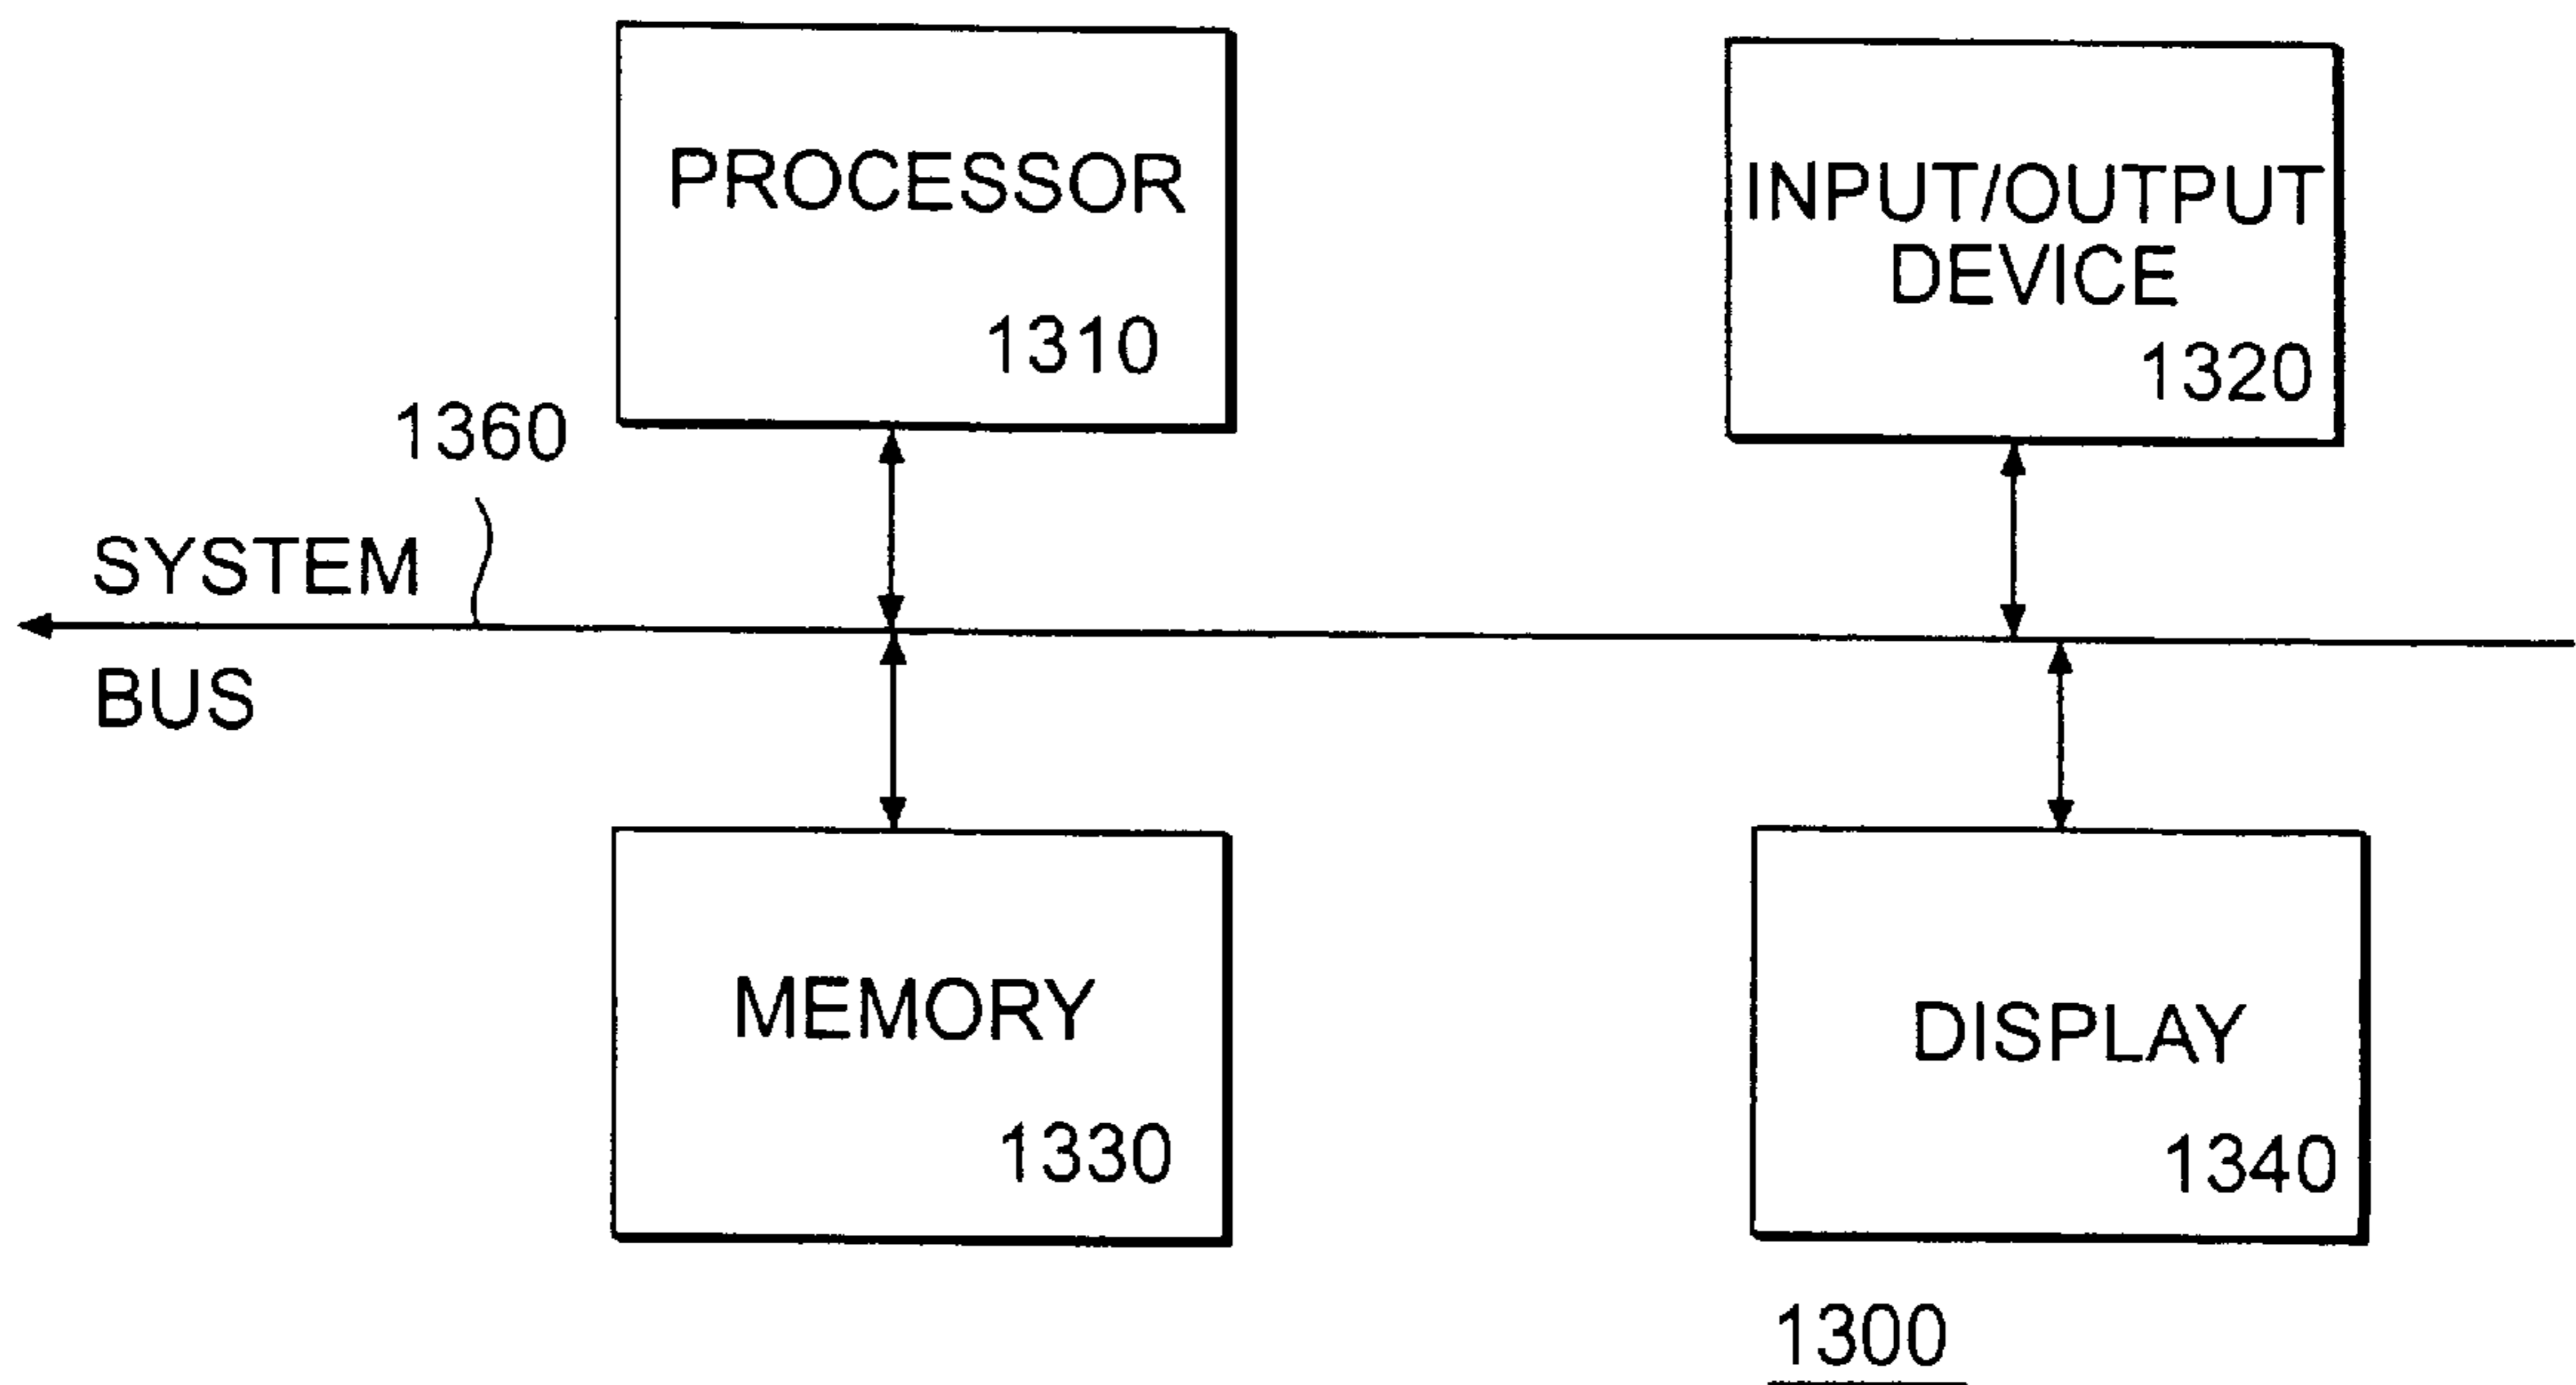 PROCESSOR
1310
INPUT/OUTPUT
DEVICE
1320
1360
SYSTEM
BUS
MEMORY
1330
DISPLAY
1340
1300